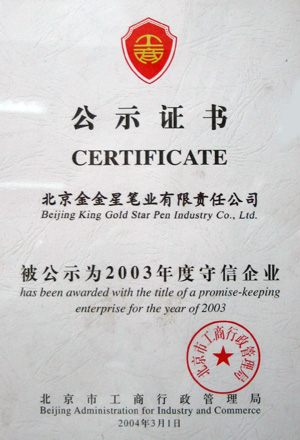 公示证书
CERTIFICATE
北京金金星笔业有限责任公司
Beijing King Gold Star Pen Industry Co., Ltd.
被公示为2003年度守信企业
has been awarded with the title of a promise-keeping
enterprise for the year of 2003
北京市工商行政管理局
北京市工商行政管理局
Beijing Administration for Industry and Commerce
2004年3月1日